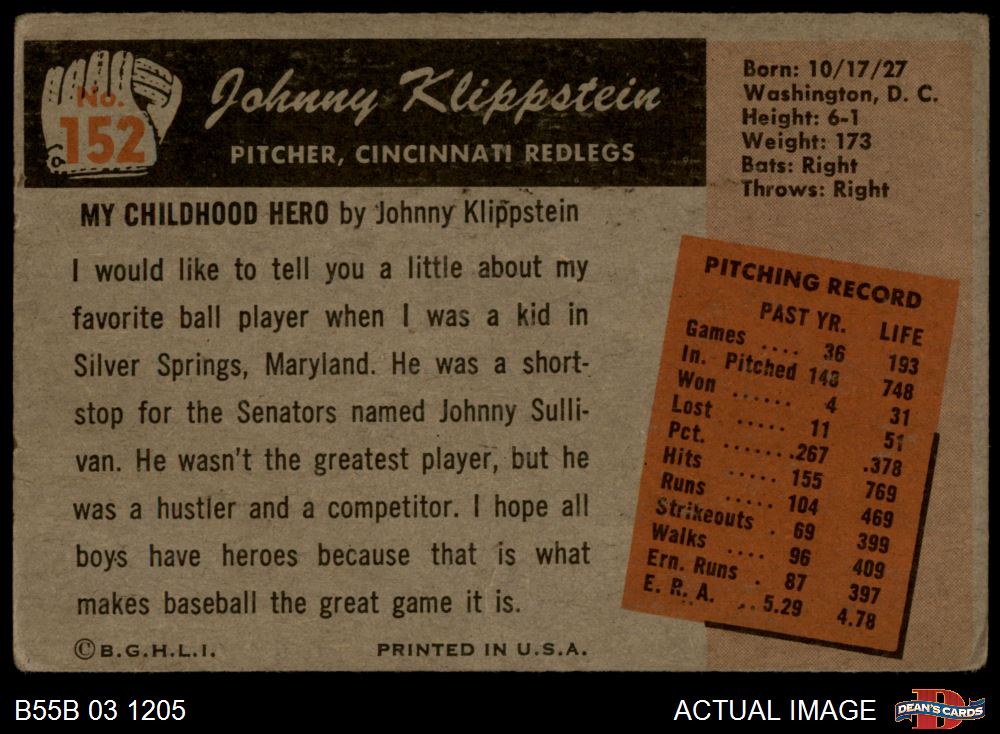 No.
152
Johnny Klippstein
PITCHER, CINCINNATI REDLEGS
Born: 10/17/27
Washington, D. C.
Height: 6-1
Weight: 173
Bats: Right
Throws: Right
MY CHILDHOOD HERO by Johnny Klippstein
I would like to tell you a little about my
favorite ball player when I was a kid in
Silver Springs, Maryland. He was a short-
stop for the Senators named Johnny Sulli-
van. He wasn't the greatest player, but he
was a hustler and a competitor. I hope all
boys have heroes because that is what
makes baseball the great game it is.
PITCHING RECORD
PAST YR. LIFE
Games .... 36 193
In. Pitched 148 748
Won ...... 4 31
Lost ..... 11 51
Pct. .......267 .378
Hits ..... 155 769
Runs ..... 104 469
Strikeouts . 69 399
Walks .... 96 409
Ern. Runs . 87 397
E. R. A. ..5.29 4.78
©B.G.H.L.I.
PRINTED IN U.S.A.
B55B 03 1205
ACTUAL IMAGE
D
DEAN'S CARDS